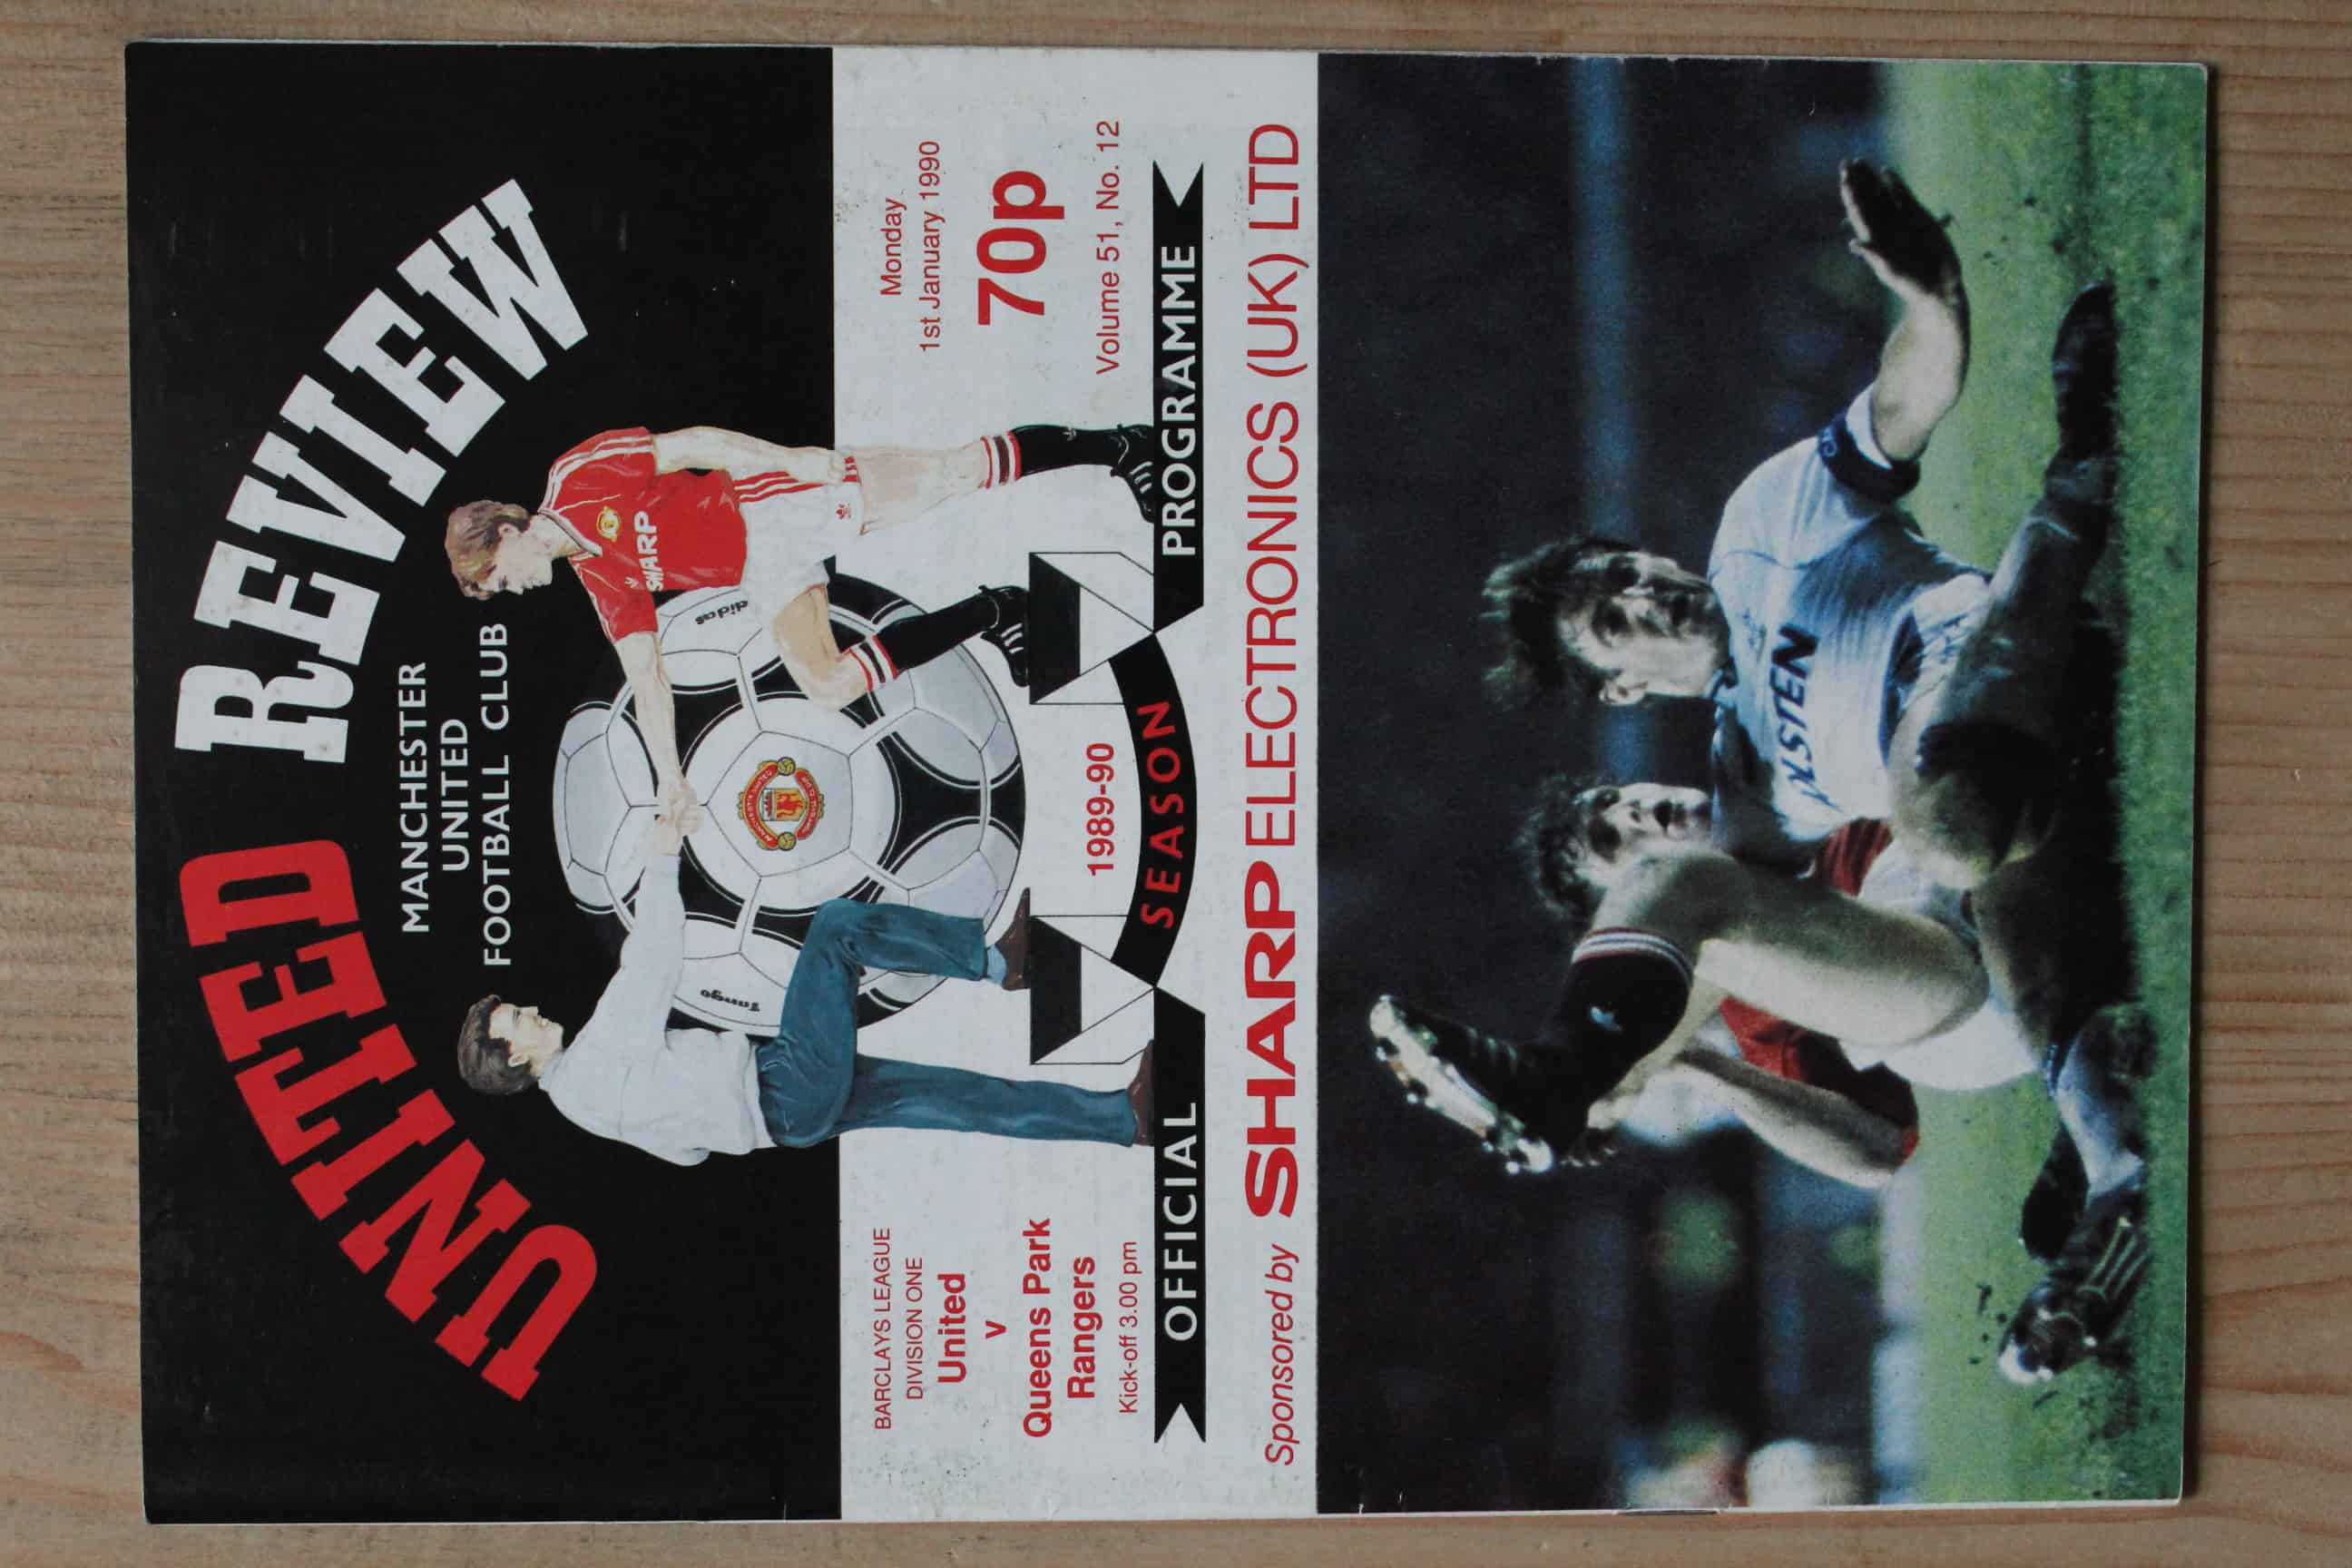 UNITED REVIEW
MANCHESTER
UNITED
FOOTBALL CLUB
SHARP
adidas
Tango
BARCLAYS LEAGUE
DIVISION ONE
United
v
Queens Park
Rangers
Kick-off 3.00 pm
Monday
1st January 1990
70p
Volume 51, No. 12
1989-90
OFFICIAL SEASON PROGRAMME
Sponsored by SHARP ELECTRONICS (UK) LTD